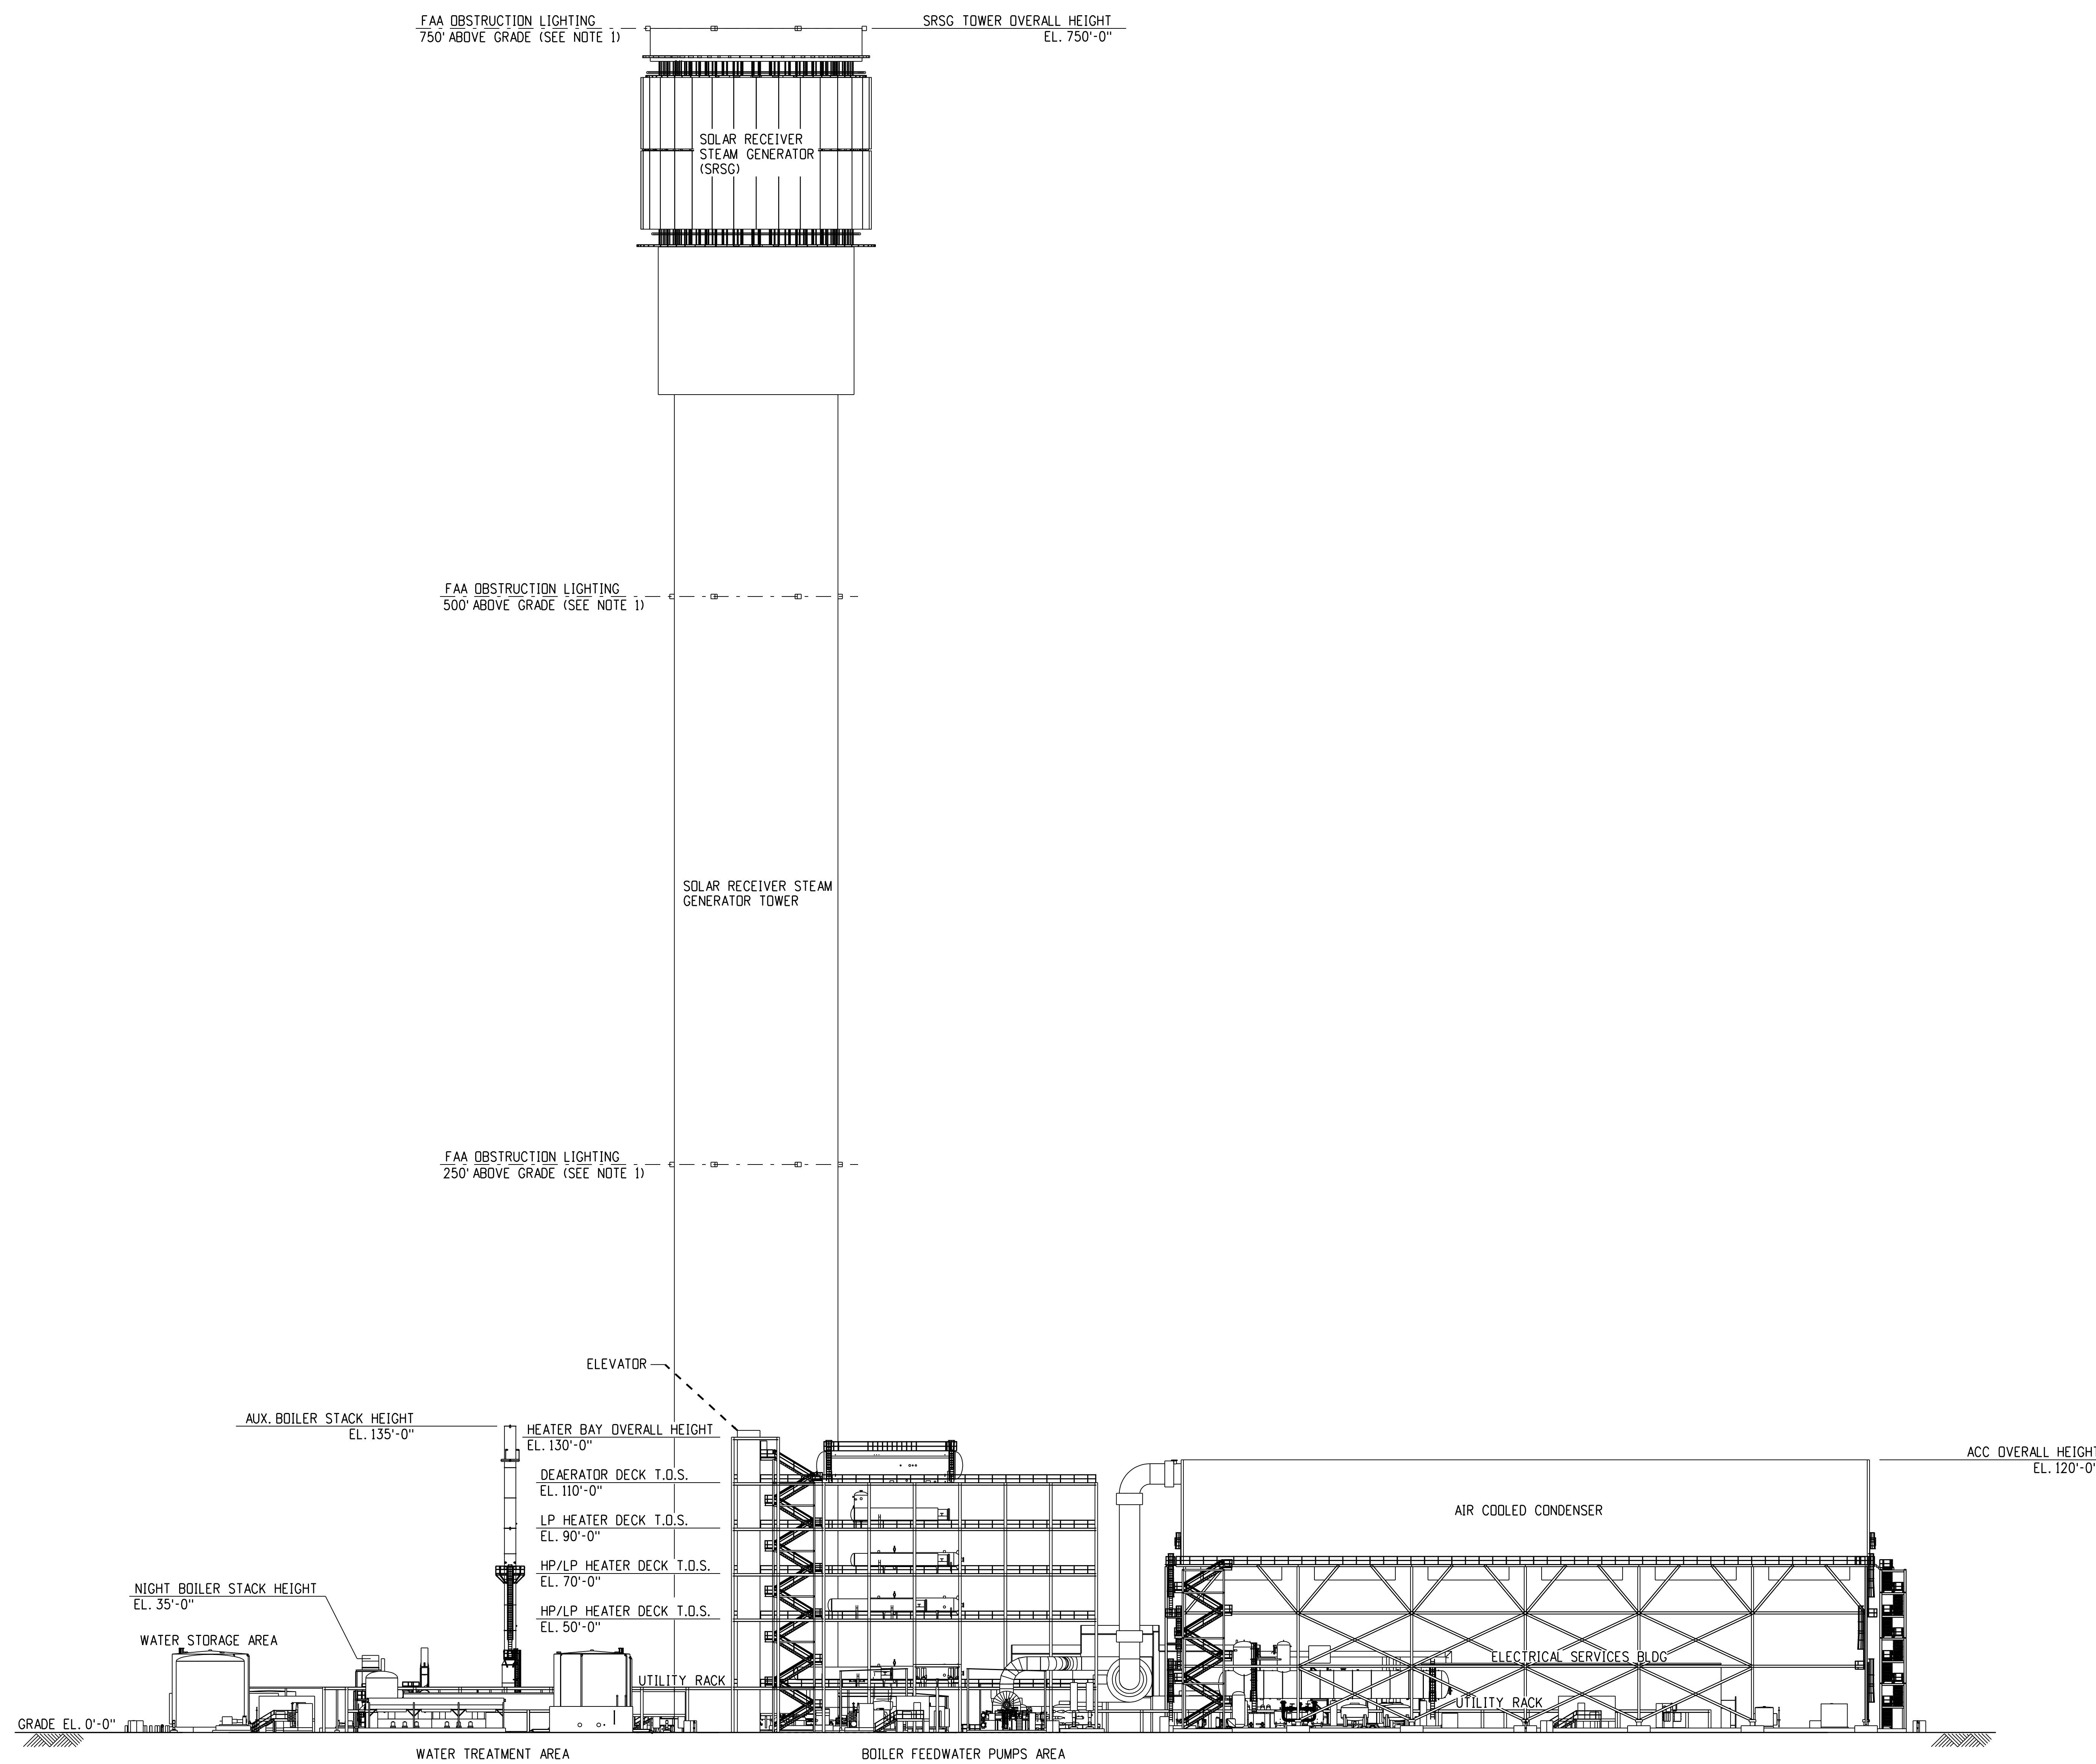 FAA OBSTRUCTION LIGHTING
750' ABOVE GRADE (SEE NOTE 1)
SRSG TOWER OVERALL HEIGHT
EL. 750'-0"
SOLAR RECEIVER
STEAM GENERATOR
(SRSG)
FAA OBSTRUCTION LIGHTING
500' ABOVE GRADE (SEE NOTE 1)
SOLAR RECEIVER STEAM
GENERATOR TOWER
FAA OBSTRUCTION LIGHTING
250' ABOVE GRADE (SEE NOTE 1)
ELEVATOR
AUX. BOILER STACK HEIGHT
EL. 135'-0"
HEATER BAY OVERALL HEIGHT
EL. 130'-0"
ACC OVERALL HEIGHT
EL. 120'-0"
DEAERATOR DECK T.O.S.
EL. 110'-0"
AIR COOLED CONDENSER
LP HEATER DECK T.O.S.
EL. 90'-0"
HP/LP HEATER DECK T.O.S.
EL. 70'-0"
NIGHT BOILER STACK HEIGHT
EL. 35'-0"
HP/LP HEATER DECK T.O.S.
EL. 50'-0"
WATER STORAGE AREA
ELECTRICAL SERVICES BLDG
UTILITY RACK
UTILITY RACK
GRADE EL. 0'-0"
WATER TREATMENT AREA
BOILER FEEDWATER PUMPS AREA